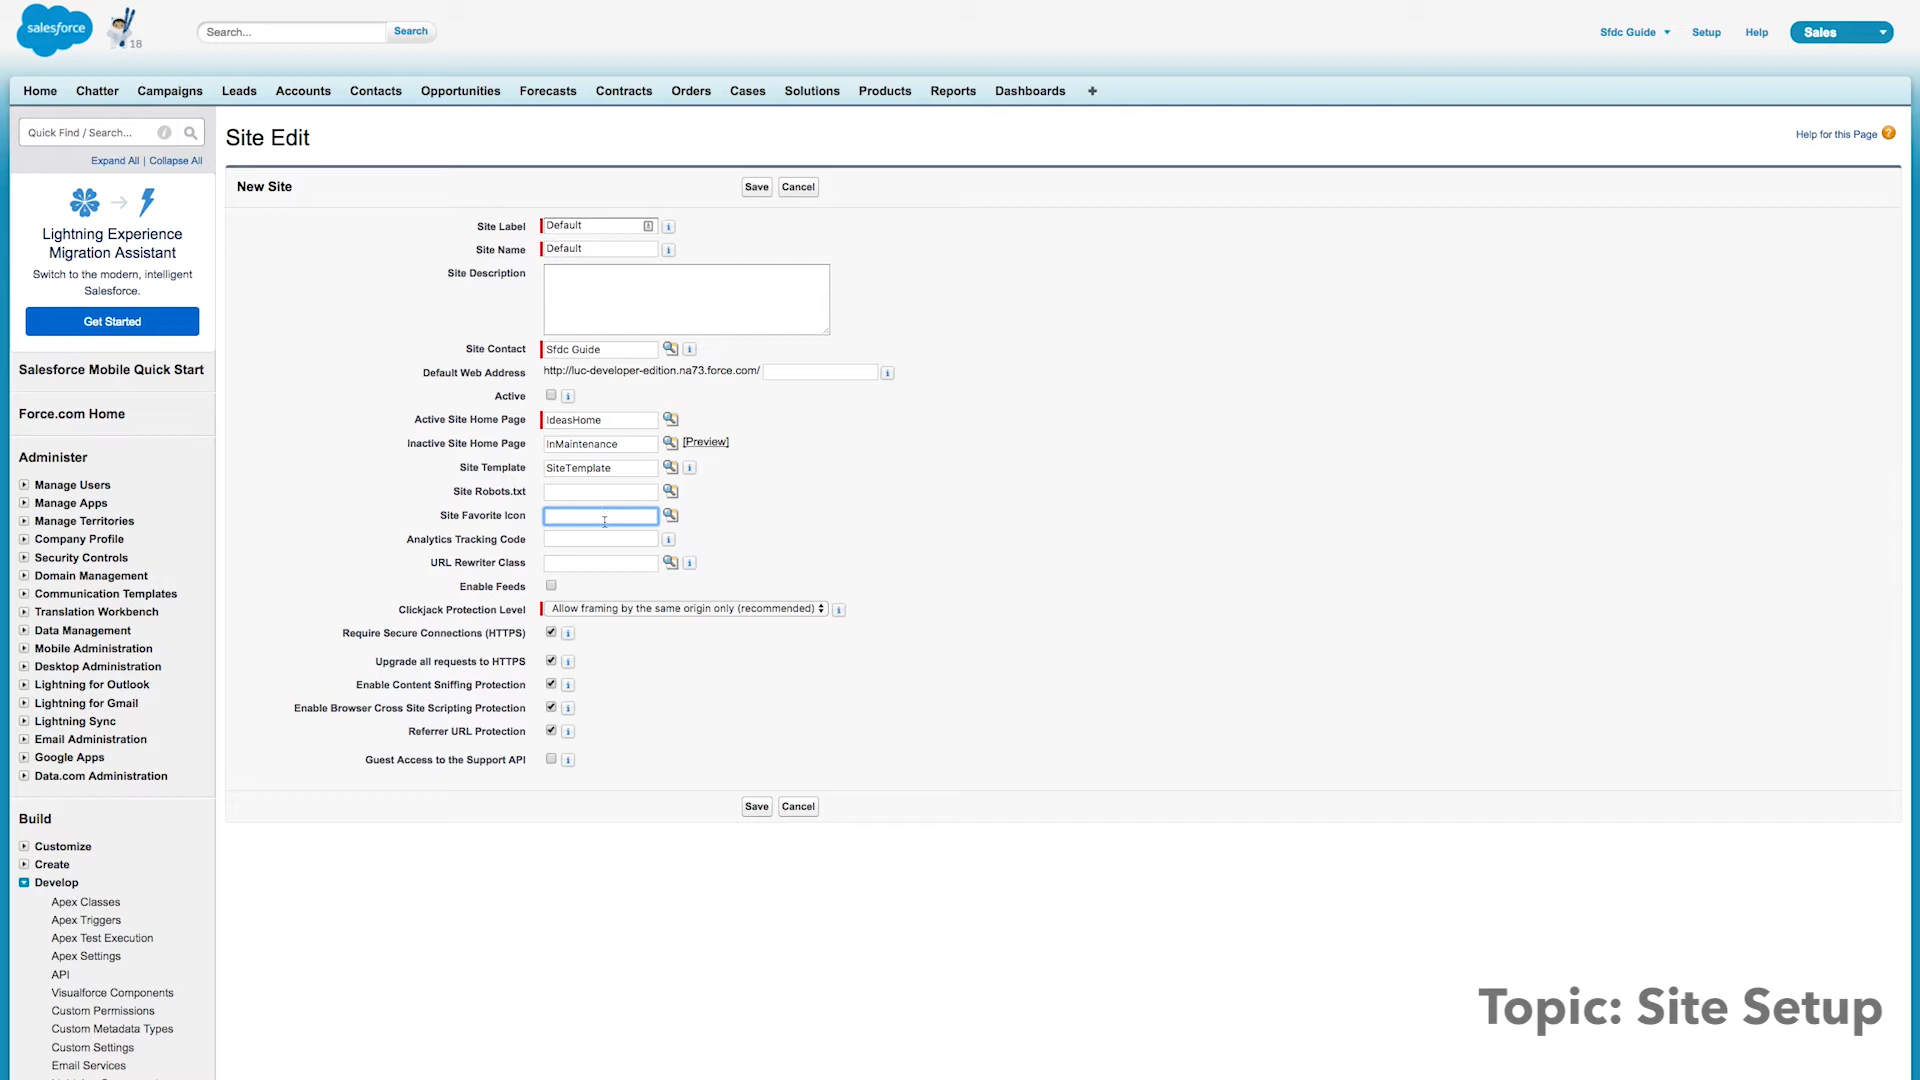 salesforce
18
Search...
Search
Sfdc Guide
Setup
Help
Sales
Home
Chatter
Campaigns
Leads
Accounts
Contacts
Opportunities
Forecasts
Contracts
Orders
Cases
Solutions
Products
Reports
Dashboards
+
Quick Find / Search...
Expand All | Collapse All
Lightning Experience
Migration Assistant
Switch to the modern, intelligent
Salesforce.
Get Started
Salesforce Mobile Quick Start
Force.com Home
Administer
Manage Users
Manage Apps
Manage Territories
Company Profile
Security Controls
Domain Management
Communication Templates
Translation Workbench
Data Management
Mobile Administration
Desktop Administration
Lightning for Outlook
Lightning for Gmail
Lightning Sync
Email Administration
Google Apps
Data.com Administration
Build
Customize
Create
Develop
Apex Classes
Apex Triggers
Apex Test Execution
Apex Settings
API
Visualforce Components
Custom Permissions
Custom Metadata Types
Custom Settings
Email Services
Site Edit
Help for this Page ?
New Site
Save Cancel
Site Label Default
Site Name Default
Site Description
Site Contact Sfdc Guide
Default Web Address http://luc-developer-edition.na73.force.com/
Active
Active Site Home Page IdeasHome
Inactive Site Home Page InMaintenance [Preview]
Site Template SiteTemplate
Site Robots.txt
Site Favorite Icon
Analytics Tracking Code
URL Rewriter Class
Enable Feeds
Clickjack Protection Level Allow framing by the same origin only (recommended)
Require Secure Connections (HTTPS)
Upgrade all requests to HTTPS
Enable Content Sniffing Protection
Enable Browser Cross Site Scripting Protection
Referrer URL Protection
Guest Access to the Support API
Save Cancel
Topic: Site Setup